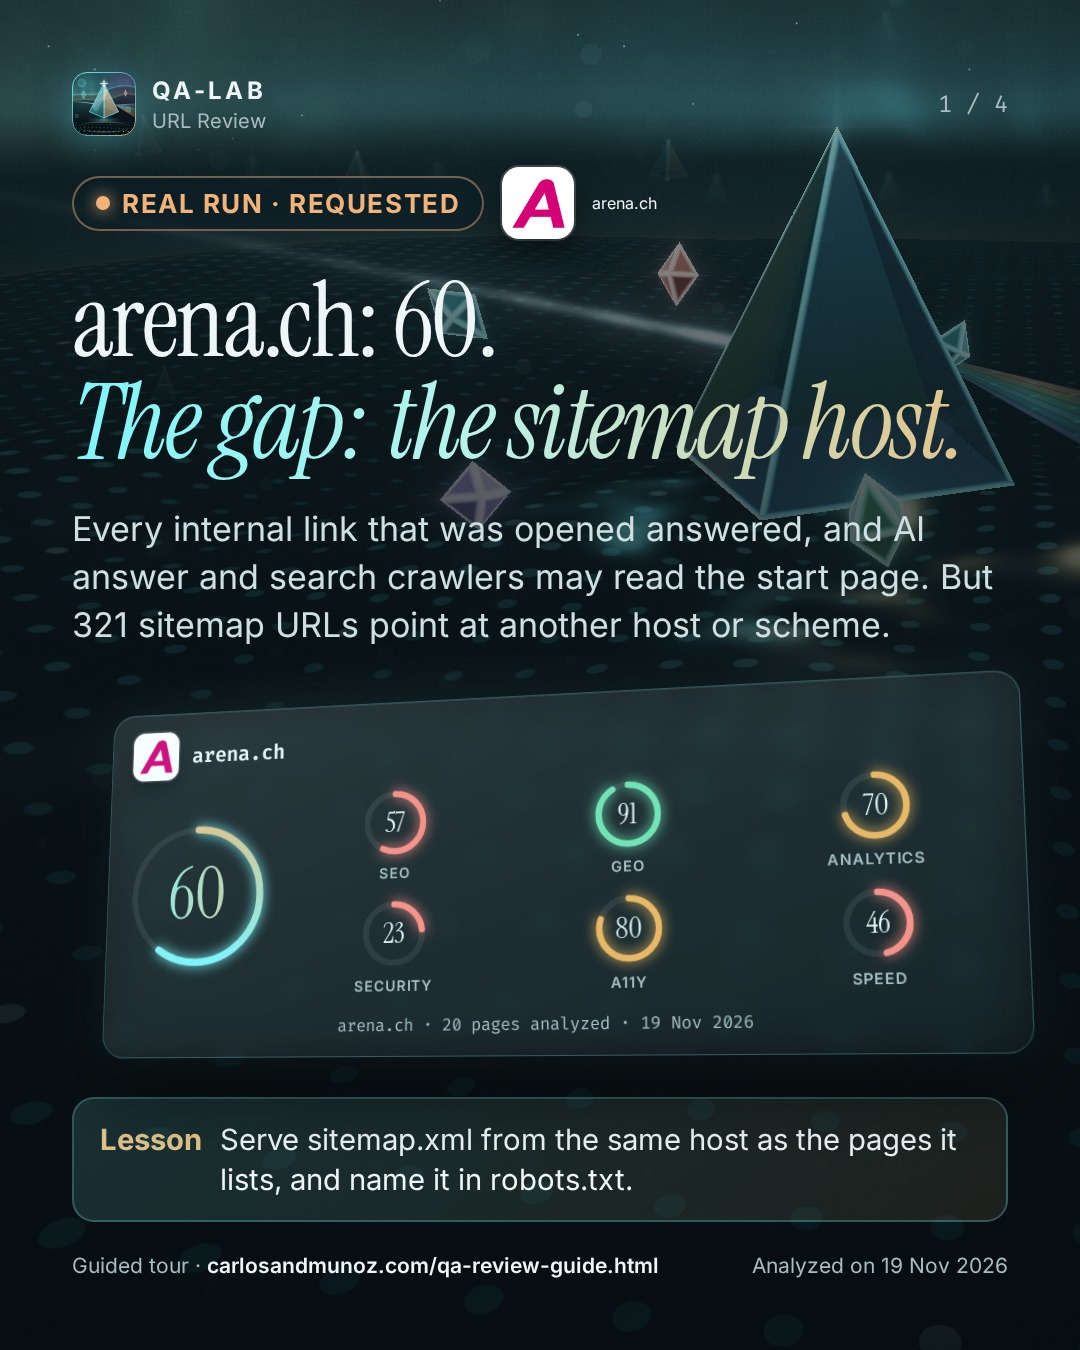 QA-LAB
URL Review
1 / 4
REAL RUN · REQUESTED
A
arena.ch
arena.ch: 60.
The gap: the sitemap host.
Every internal link that was opened answered, and AI
answer and search crawlers may read the start page. But
321 sitemap URLs point at another host or scheme.
A
arena.ch
60
57
SEO
91
GEO
70
ANALYTICS
23
SECURITY
80
A11Y
46
SPEED
arena.ch · 20 pages analyzed · 19 Nov 2026
Lesson
Serve sitemap.xml from the same host as the pages it
lists, and name it in robots.txt.
Guided tour · carlosandmunoz.com/qa-review-guide.html
Analyzed on 19 Nov 2026